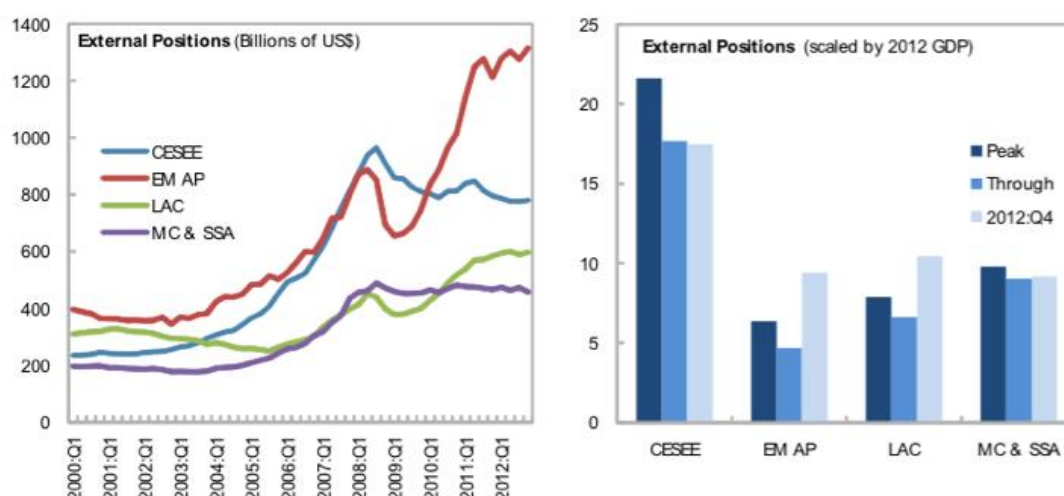 External Positions (Billions of US$)
1400
1200
1000
800
600
400
200
0
CESEE
EM AP
LAC
MC & SSA
2000:Q1
2001:Q1
2002:Q1
2003:Q1
2004:Q1
2005:Q1
2006:Q1
2007:Q1
2008:Q1
2009:Q1
2010:Q1
2011:Q1
2012:Q1
External Positions (scaled by 2012 GDP)
25
20
15
10
5
0
Peak
Through
2012:Q4
CESEE
EM AP
LAC
MC & SSA